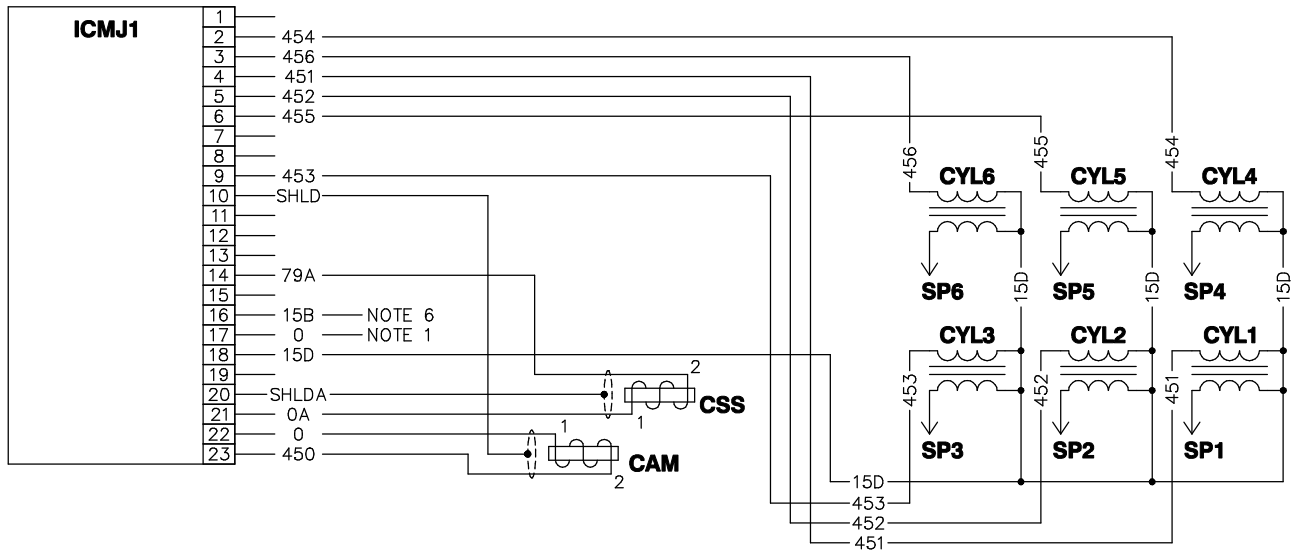 ICMJ1
1
2 454
3 456
4 451
5 452
6 455
7
8
9 453
10 SHLD
11
12
13
14 79A
15
16 15B NOTE 6
17 0 NOTE 1
18 15D
19
20 SHLDA
21 0A
22 0
23 450
2
1
CSS
1
2
CAM
456 455 454
CYL6 CYL5 CYL4
SP6 15D SP5 15D SP4 15D
CYL3 CYL2 CYL1
453 452 451
SP3 SP2 SP1
15D
453
452
451